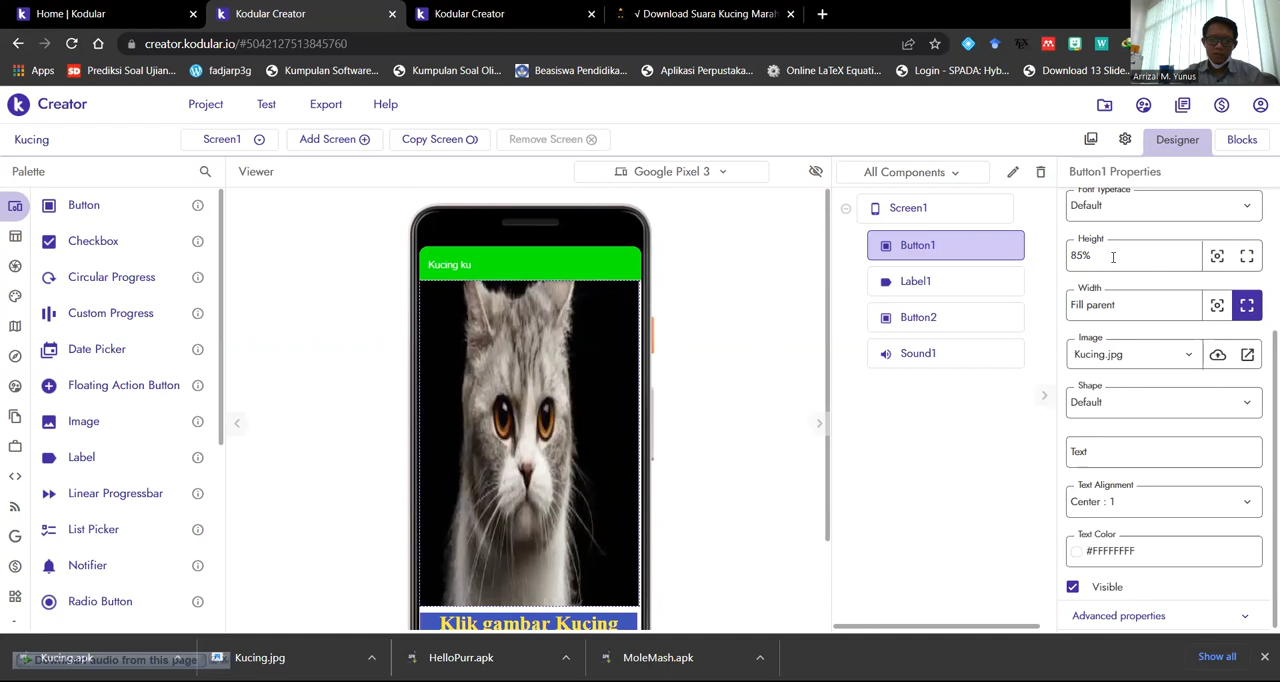 Home | Kodular
Kodular Creator
Kodular Creator
√ Download Suara Kucing Marah
creator.kodular.io/#5042127513845760
Apps
Prediksi Soal Ujian...
fadjarp3g
Kumpulan Software...
Kumpulan Soal Oli...
Beasiswa Pendidika...
Aplikasi Perpustaka...
Online LaTeX Equati...
Login - SPADA: Hyb...
Download 13 Slide...
Arrizal M. Yunus
Creator
Project
Test
Export
Help
Kucing
Screen1
Add Screen
Copy Screen
Remove Screen
Designer
Blocks
Palette
Viewer
Google Pixel 3
All Components
Button1 Properties
Button
Checkbox
Circular Progress
Custom Progress
Date Picker
Floating Action Button
Image
Label
Linear Progressbar
List Picker
Notifier
Radio Button
Kucing ku
Klik gambar Kucing
Screen1
Button1
Label1
Button2
Sound1
Font Typeface
Default
Height
85%
Width
Fill parent
Image
Kucing.jpg
Shape
Default
Text
Text Alignment
Center : 1
Text Color
#FFFFFFFF
Visible
Advanced properties
Kucing.apk
Download audio from this page
Kucing.jpg
HelloPurr.apk
MoleMash.apk
Show all